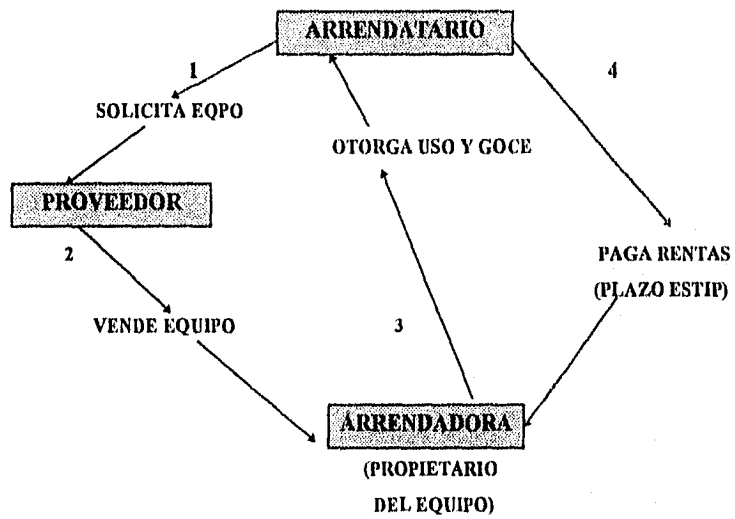 ARRENDATARIO
1
4
SOLICITA EQPO
OTORGA USO Y GOCE
PROVEEDOR
2
PAGA RENTAS
(PLAZO ESTIP)
VENDE EQUIPO
3
ARRENDADORA
(PROPIETARIO
DEL EQUIPO)